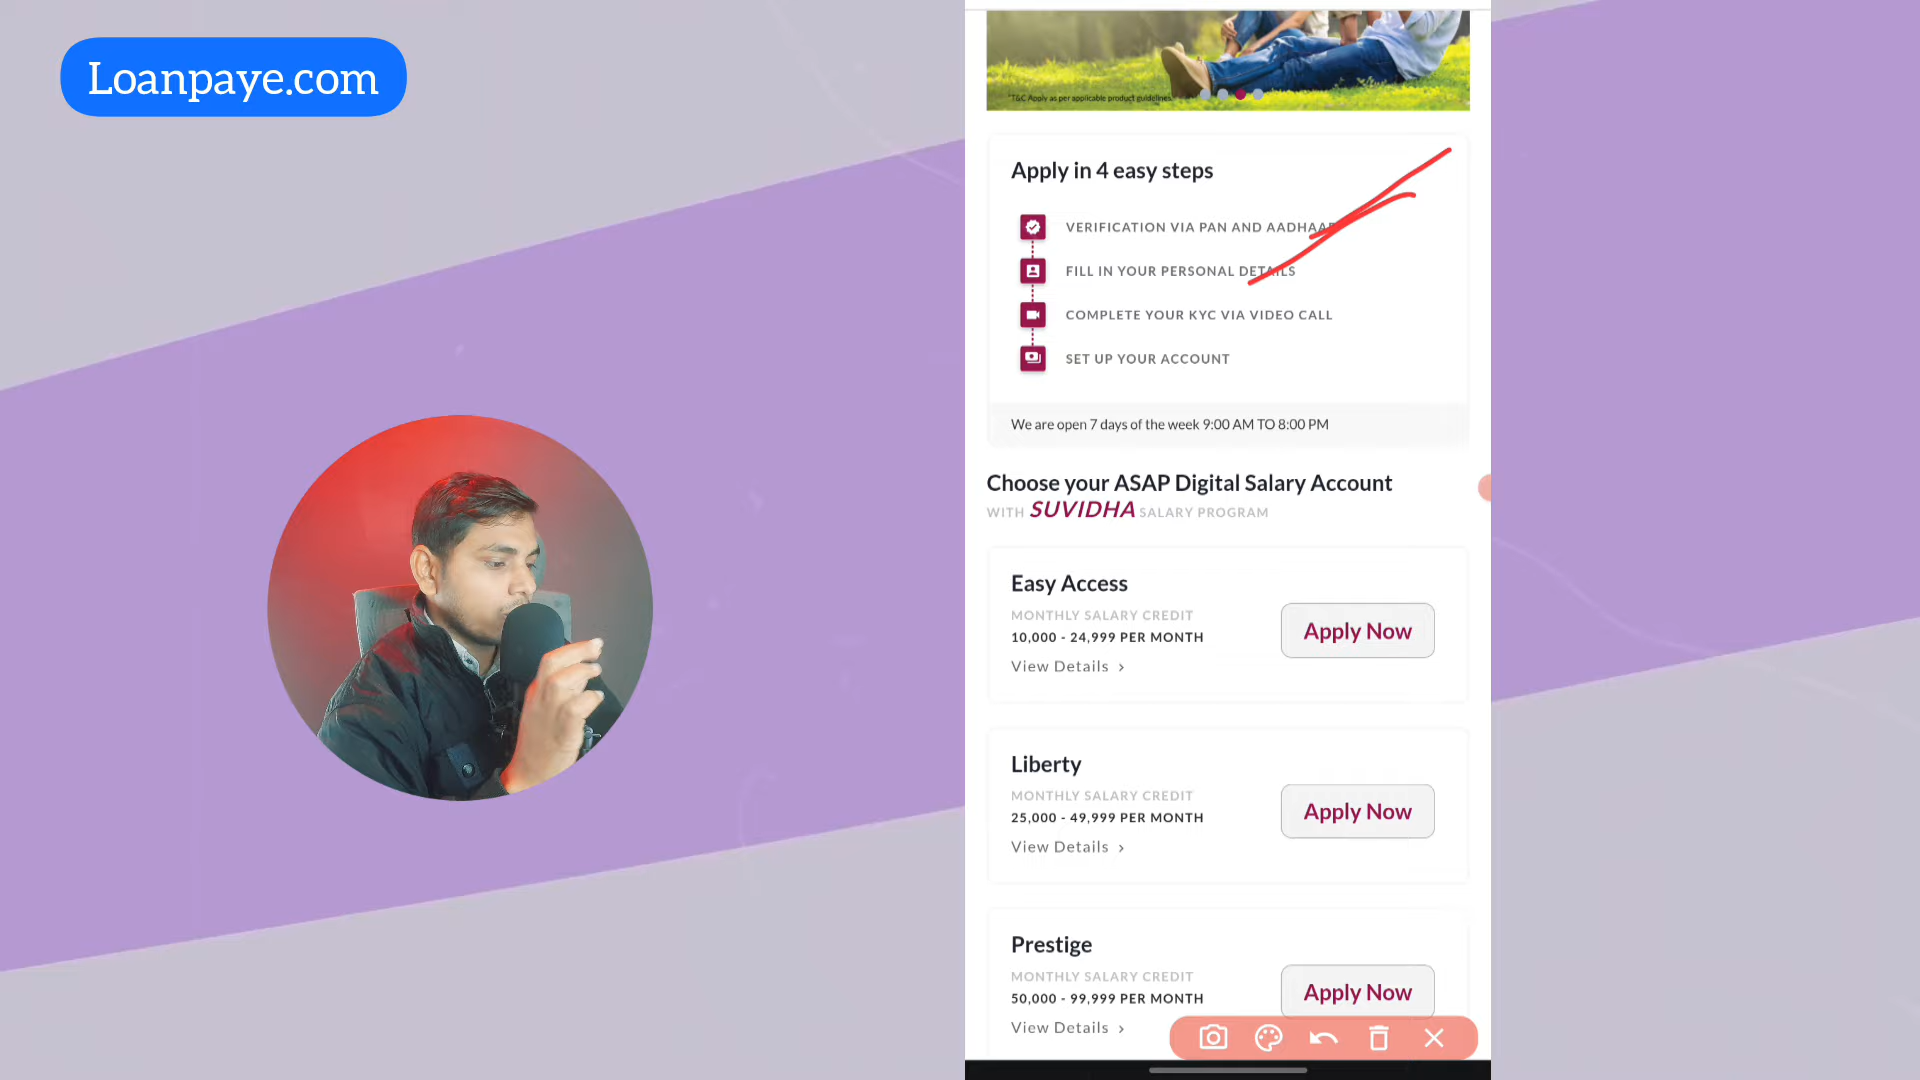 Loanpaye.com
*T&C Apply as per applicable product guidelines.
Apply in 4 easy steps
VERIFICATION VIA PAN AND AADHAAR
FILL IN YOUR PERSONAL DETAILS
COMPLETE YOUR KYC VIA VIDEO CALL
SET UP YOUR ACCOUNT
We are open 7 days of the week 9:00 AM TO 8:00 PM
Choose your ASAP Digital Salary Account
WITH SUVIDHA SALARY PROGRAM
Easy Access
MONTHLY SALARY CREDIT
10,000 - 24,999 PER MONTH
Apply Now
View Details ›
Liberty
MONTHLY SALARY CREDIT
25,000 - 49,999 PER MONTH
Apply Now
View Details ›
Prestige
MONTHLY SALARY CREDIT
50,000 - 99,999 PER MONTH
Apply Now
View Details ›